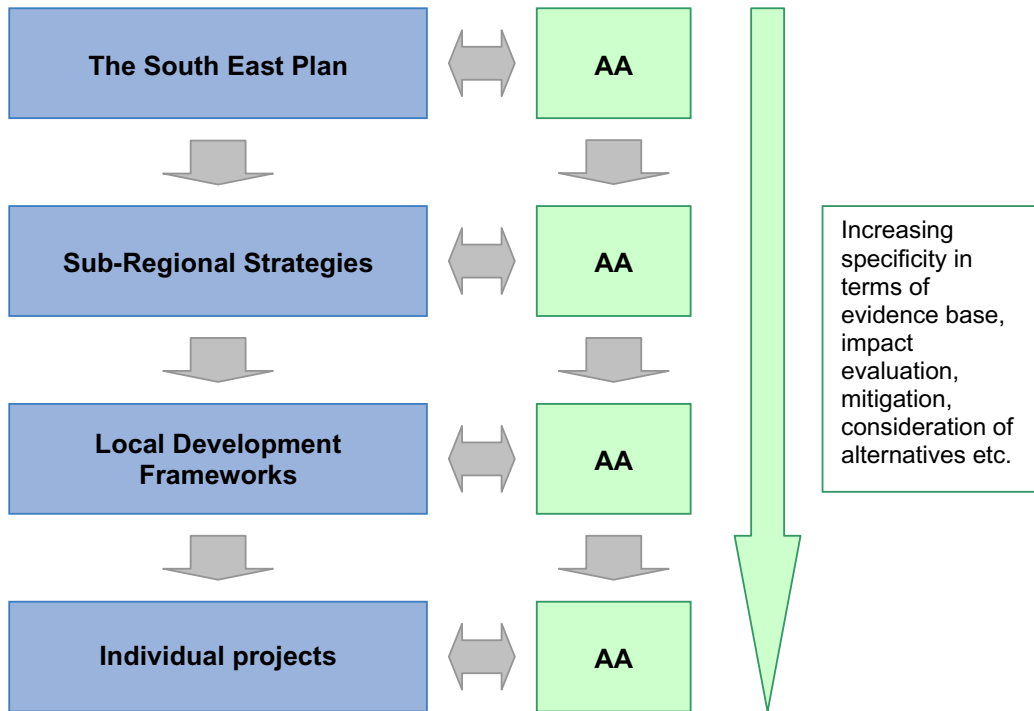 The South East Plan
AA
Sub-Regional Strategies
AA
Increasing
specificity in
terms of
evidence base,
impact
evaluation,
mitigation,
consideration of
alternatives etc.
Local Development
Frameworks
AA
Individual projects
AA